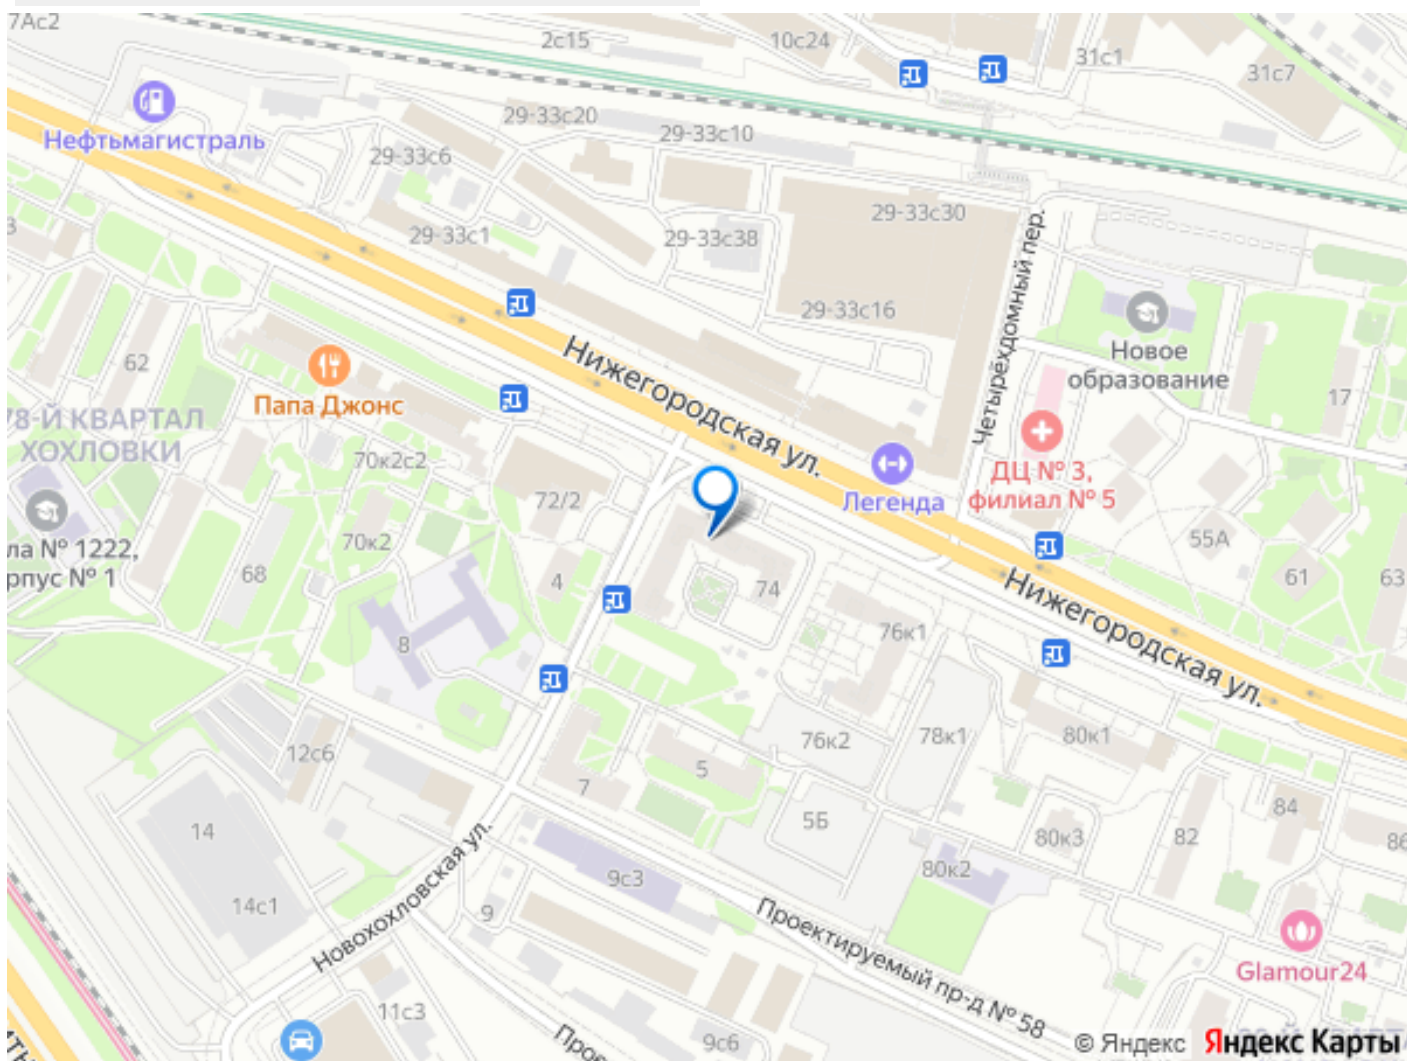 7Ас2
2с15
10с24
31с1
31с7
Нефтьмагистраль
29-33с20
29-33с10
29-33с6
29-33с30
29-33с1
29-33с38
29-33с16
Четырёхдомный пер.
Новое
образование
62
Нижегородская ул.
17
Папа Джонс
78-Й КВАРТАЛ
ХОХЛОВКИ
70к2с2
ДЦ № 3,
филиал № 5
Легенда
72/2
70к2
55А
ла № 1222,
рпус № 1
68
4
74
61
63
Нижегородская ул.
8
76к1
12с6
76к2
78к1
80к1
5
7
84
5Б
14
80к3
82
86
80к2
9с3
14с1
9
Новохохловская ул.
Проектируемый пр-д № 58
Glamour24
11с3
9с6
© Яндекс Яндекс Карты